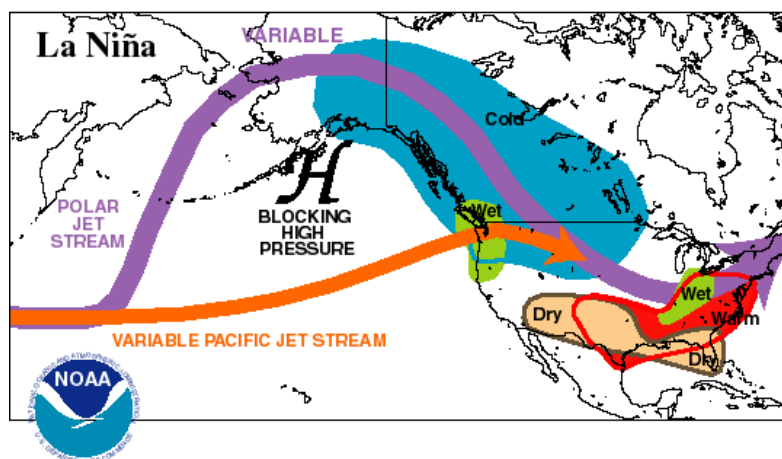 La Niña
VARIABLE
Cold
POLAR
JET
STREAM
H
BLOCKING
HIGH
PRESSURE
Wet
VARIABLE PACIFIC JET STREAM
Wet
Dry
Warm
Dry
NOAA